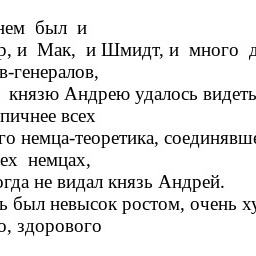 нем был и
р, и Мак, и Шмидт, и много д
в-генералов,
князю Андрею удалось видеть
пичнее всех
го немца-теоретика, соединявше
ех немцах,
огда не видал князь Андрей.
ь был невысок ростом, очень ху
о, здорового